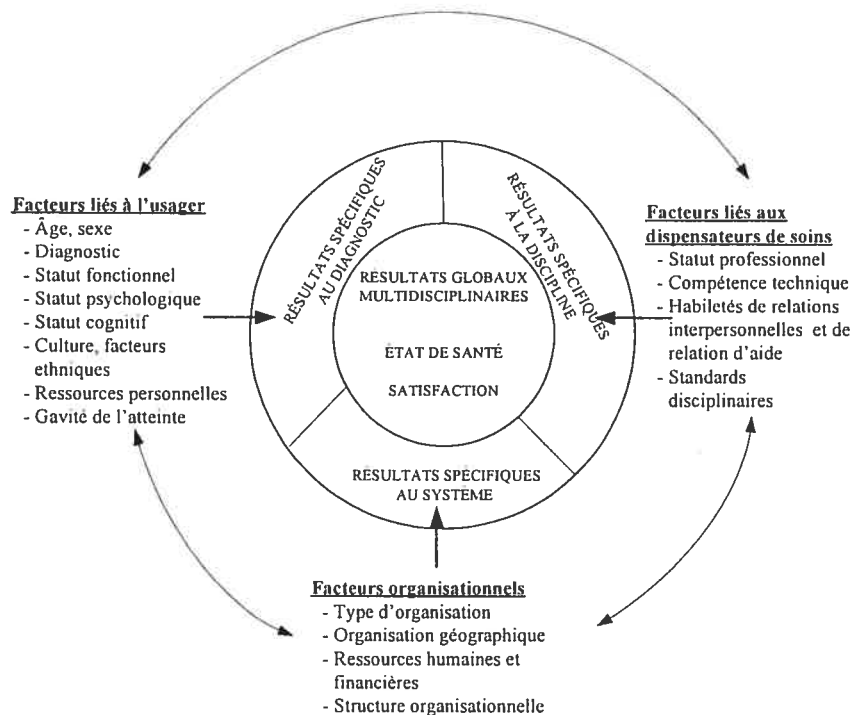 Facteurs liés à l'usager
- Âge, sexe
- Diagnostic
- Statut fonctionnel
- Statut psychologique
- Statut cognitif
- Culture, facteurs
ethniques
- Ressources personnelles
- Gavité de l'atteinte
RÉSULTATS SPÉCIFIQUES
AU DIAGNOSTIC
RÉSULTATS SPÉCIFIQUES
À LA DISCIPLINE
RÉSULTATS GLOBAUX
MULTIDISCIPLINAIRES
ÉTAT DE SANTÉ
SATISFACTION
RÉSULTATS SPÉCIFIQUES
AU SYSTÈME
Facteurs liés aux
dispensateurs de soins
- Statut professionnel
- Compétence technique
- Habiletés de relations
interpersonnelles et de
relation d'aide
- Standards
disciplinaires
Facteurs organisationnels
- Type d'organisation
- Organisation géographique
- Ressources humaines et
financières
- Structure organisationnelle